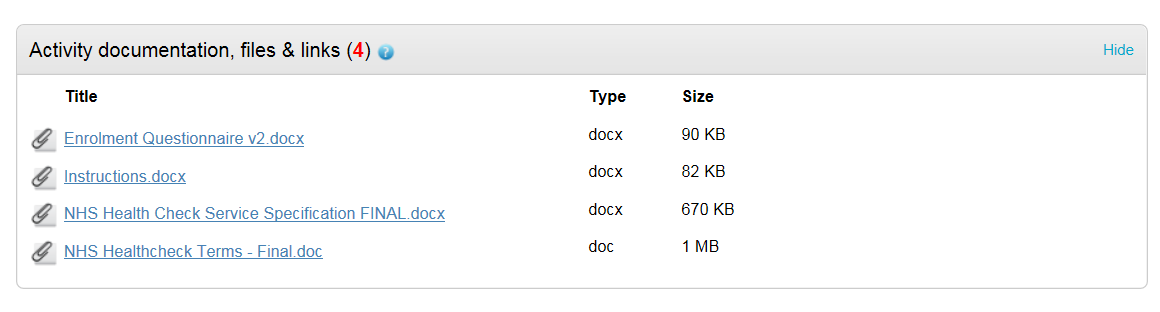 Activity documentation, files & links (4) ?
Hide
Title Type Size
Enrolment Questionnaire v2.docx docx 90 KB
Instructions.docx docx 82 KB
NHS Health Check Service Specification FINAL.docx docx 670 KB
NHS Healthcheck Terms - Final.doc doc 1 MB